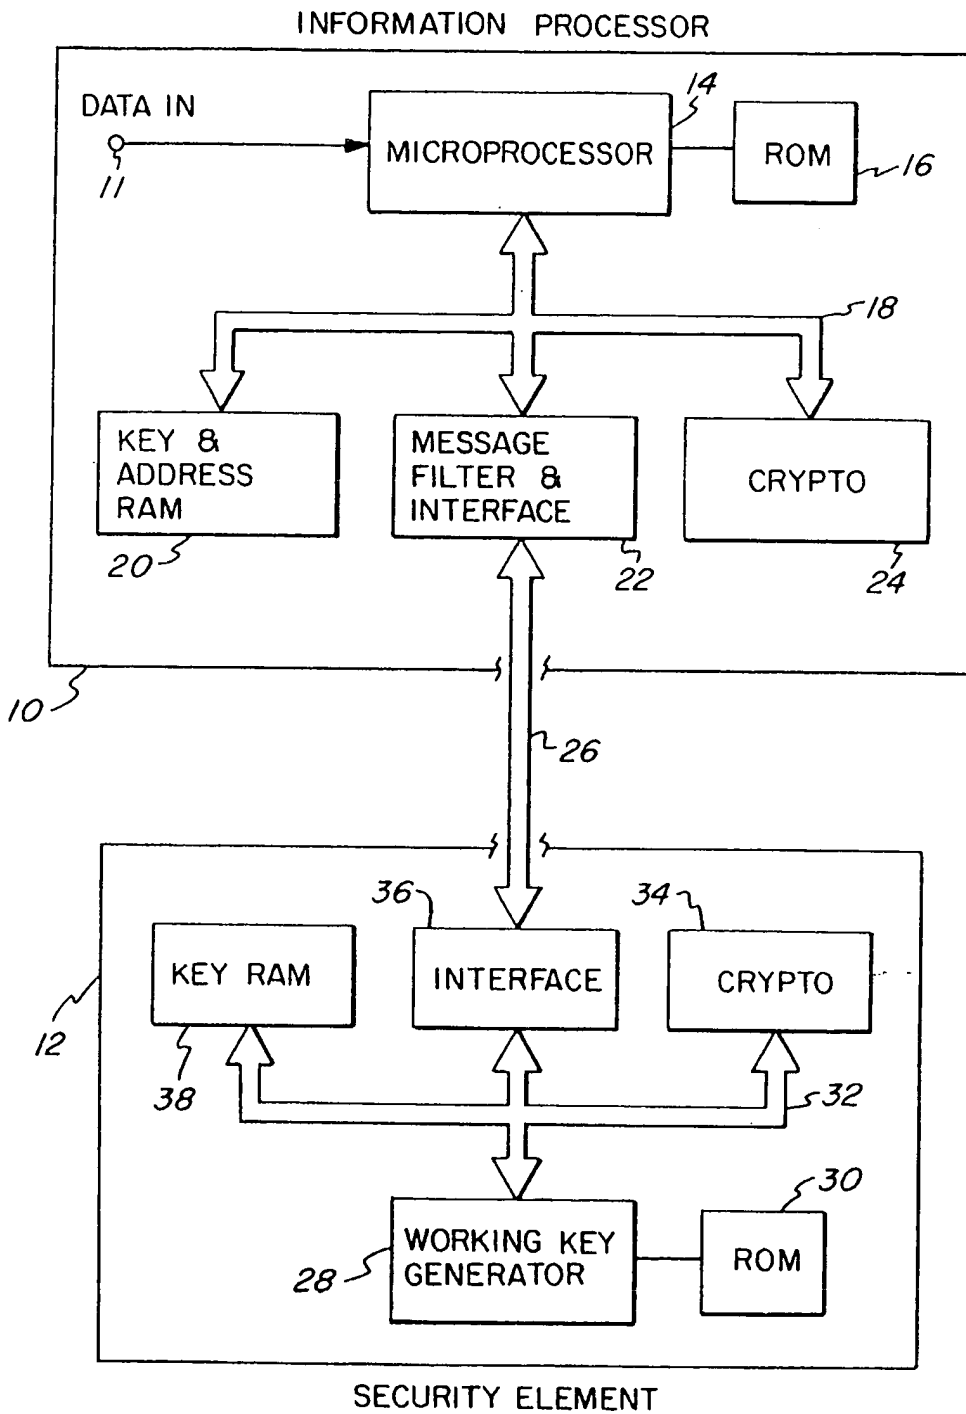 INFORMATION PROCESSOR
DATA IN
11
MICROPROCESSOR
14
ROM
16
18
KEY &
ADDRESS
RAM
20
MESSAGE
FILTER &
INTERFACE
22
CRYPTO
24
10
26
36
34
KEY RAM
INTERFACE
CRYPTO
12
38
32
WORKING KEY
GENERATOR
28
30
ROM
SECURITY ELEMENT